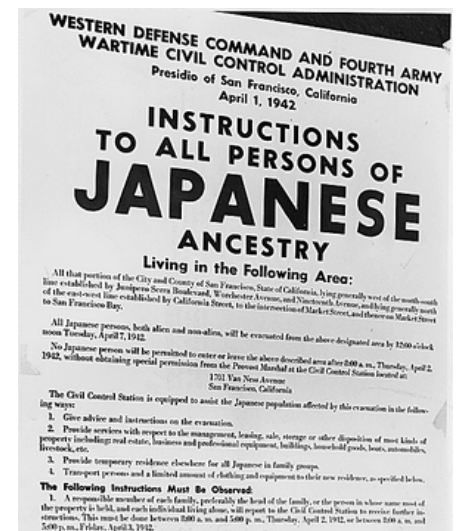 WESTERN DEFENSE COMMAND AND FOURTH ARMY
WARTIME CIVIL CONTROL ADMINISTRATION
Presidio of San Francisco, California
April 1, 1942
INSTRUCTIONS
TO ALL PERSONS OF
JAPANESE
ANCESTRY
Living in the Following Area:
All that portion of the City and County of San Francisco, State of California, lying generally west of the north-south
line established by Junipero Serra Boulevard, Worchester Avenue, and Nineteenth Avenue, and lying generally north
of the east-west line established by California Street, to the intersection of Market Street, and thence on Market Street
to San Francisco Bay.
All Japanese persons, both alien and non-alien, will be evacuated from the above designated area by 12:00 o'clock
noon Tuesday, April 7, 1942.
No Japanese person will be permitted to enter or leave the above described area after 8:00 a. m., Thursday, April 2,
1942, without obtaining special permission from the Provost Marshal at the Civil Control Station located at:
1701 Van Ness Avenue
San Francisco, California
The Civil Control Station is equipped to assist the Japanese population affected by this evacuation in the follow-
ing ways:
1. Give advice and instructions on the evacuation.
2. Provide services with respect to the management, leasing, sale, storage or other disposition of most kinds of
property including: real estate, business and professional equipment, buildings, household goods, boats, automobiles,
livestock, etc.
3. Provide temporary residence elsewhere for all Japanese in family groups.
4. Transport persons and a limited amount of clothing and equipment to their new residence, as specified below.
The Following Instructions Must Be Observed:
1. A responsible member of each family, preferably the head of the family, or the person in whose name most of
the property is held, and each individual living alone, will report to the Civil Control Station to receive further in-
structions. This must be done between 8:00 a. m. and 5:00 p. m., Thursday, April 2, 1942, or between 8:00 a. m. and
5:00 p. m., Friday, April 3, 1942.